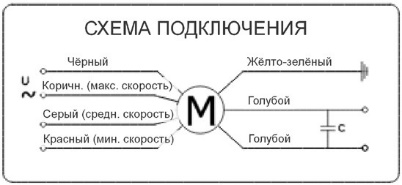 СХЕМА ПОДКЛЮЧЕНИЯ
Чёрный
Жёлто-зелёный
U
~
Коричн. (макс. скорость)
Серый (средн. скорость)
M
Голубой
C
Красный (мин. скорость)
Голубой